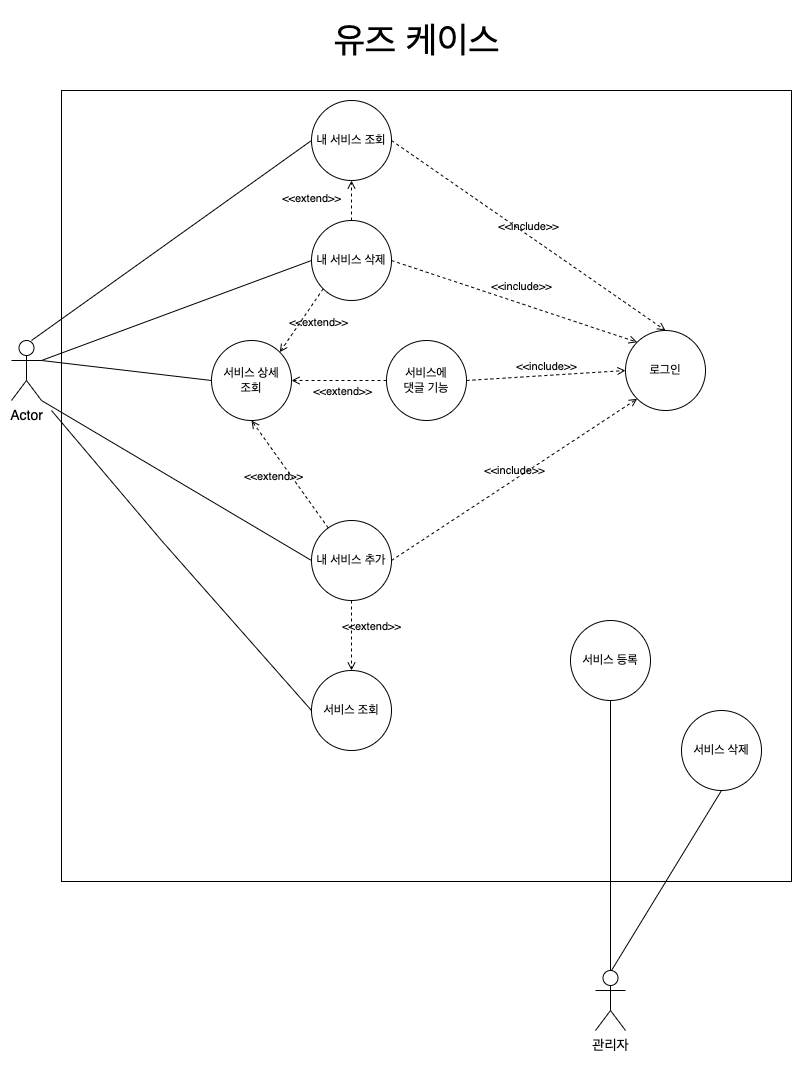 유즈 케이스
내 서비스 조회
<<extend>>
<<include>>
내 서비스 삭제
<<include>>
<<extend>>
서비스 상세
조회
서비스에
댓글 기능
<<include>>
로그인
<<extend>>
Actor
<<extend>>
<<include>>
내 서비스 추가
<<extend>>
서비스 조회
서비스 등록
서비스 삭제
관리자